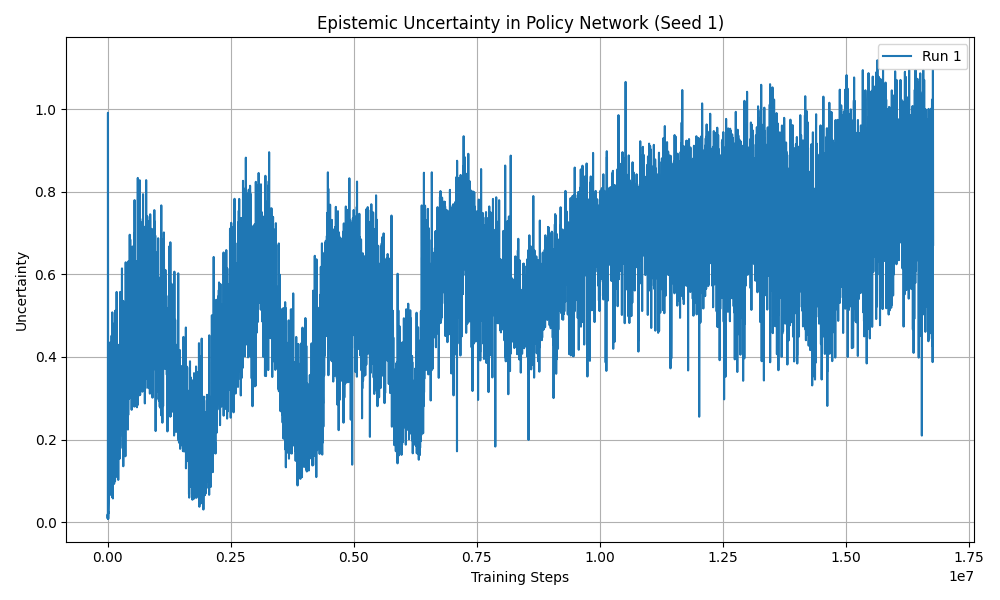 Epistemic Uncertainty in Policy Network (Seed 1)
Run 1
Uncertainty
1.0
0.8
0.6
0.4
0.2
0.0
0.00 0.25 0.50 0.75 1.00 1.25 1.50 1.75
1e7
Training Steps